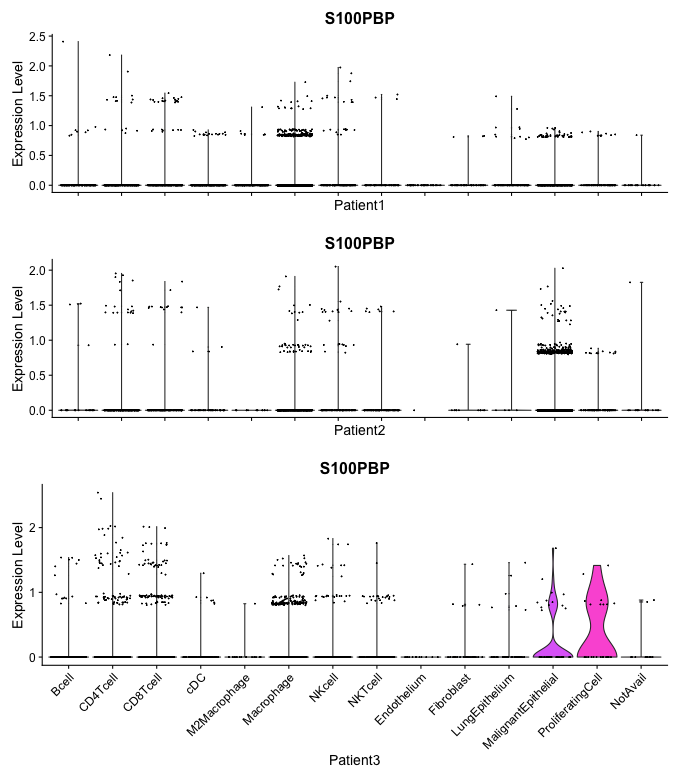 S100PBP
Expression Level
2.5
2.0
1.5
1.0
0.5
0.0
Patient1
S100PBP
Expression Level
2.0
1.5
1.0
0.5
0.0
Patient2
S100PBP
Expression Level
2
1
0
Bcell
CD4Tcell
CD8Tcell
cDC
M2Macrophage
Macrophage
NKcell
NKTcell
Endothelium
Fibroblast
LungEpithelium
MalignantEpithelial
ProliferatingCell
NotAvail
Patient3